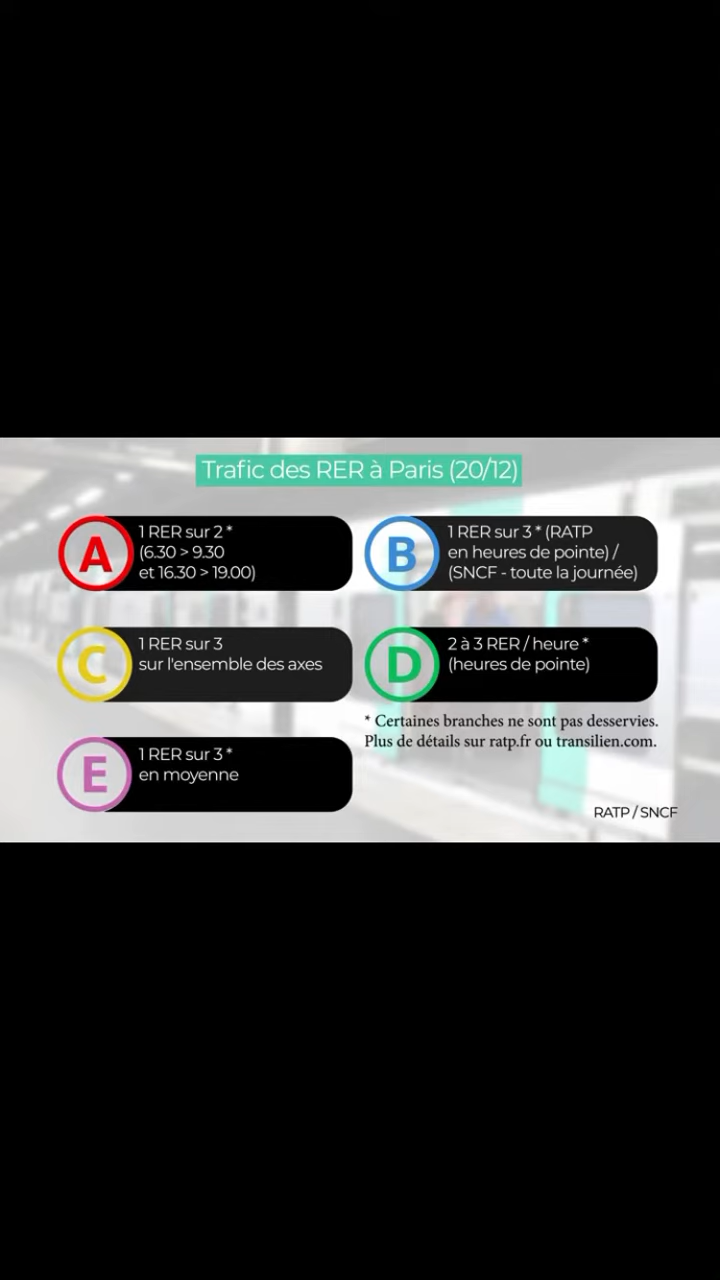 Trafic des RER à Paris (20/12)
A
1 RER sur 2 *
(6.30 > 9.30
et 16.30 > 19.00)
B
1 RER sur 3 * (RATP
en heures de pointe) /
(SNCF - toute la journée)
C
1 RER sur 3
sur l'ensemble des axes
D
2 à 3 RER / heure *
(heures de pointe)
E
1 RER sur 3 *
en moyenne
* Certaines branches ne sont pas desservies.
Plus de détails sur ratp.fr ou transilien.com.
RATP / SNCF